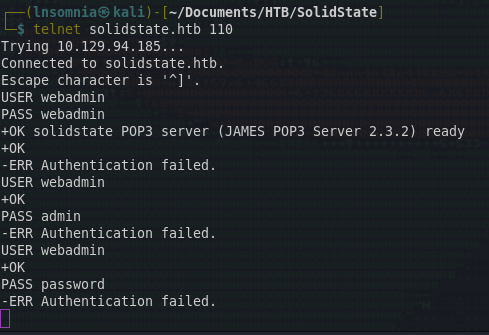 ┌──(lnsomnia㉿kali)-[~/Documents/HTB/SolidState]
└─$ telnet solidstate.htb 110
Trying 10.129.94.185...
Connected to solidstate.htb.
Escape character is '^]'.
USER webadmin
PASS webadmin
+OK solidstate POP3 server (JAMES POP3 Server 2.3.2) ready
+OK
-ERR Authentication failed.
USER webadmin
+OK
PASS admin
-ERR Authentication failed.
USER webadmin
+OK
PASS password
-ERR Authentication failed.